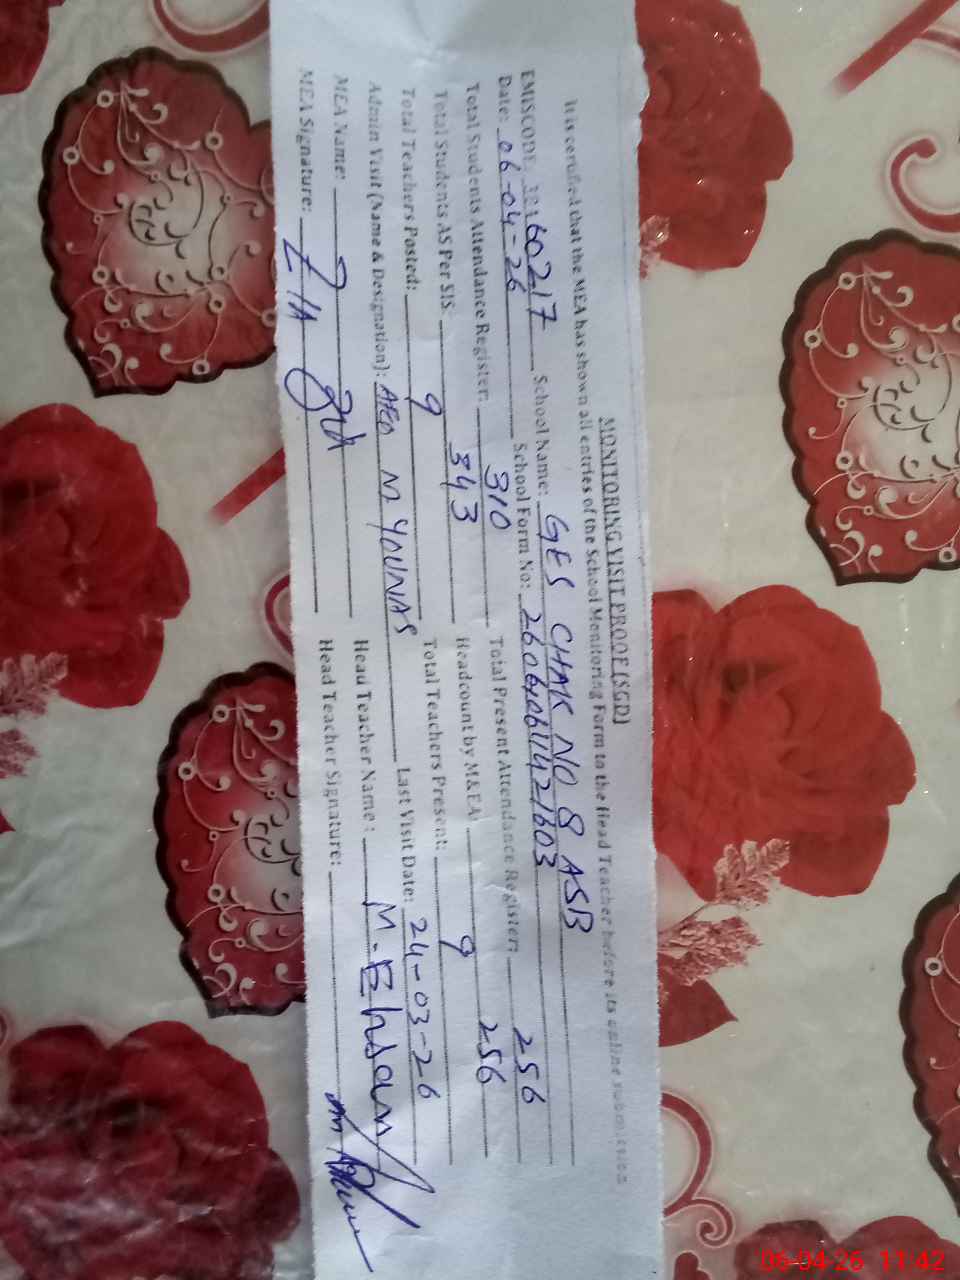 MONITORING VISIT PROOF (SGD)
It is certified that the MEA has shown all entries of the School Monitoring Form to the Head Teacher before its online submission
EMISCODE: 38160217 School Name: GES CHAK NO 8 ASB
Date: 06-04-26 School Form No: 
Total Students Attendance Register: 310 Total Present Attendance Register: 256
Total Students AS Per SIS: 343 Headcount by M&EA: 256
Total Teachers Posted: 9 Total Teachers Present: 9
Admin Visit (Name & Designation): AEO M YOUNAS Last Visit Date: 24-03-26
MEA Name: Head Teacher Name: M. Ehsan
MEA Signature: Head Teacher Signature:
06-04-26 11:42